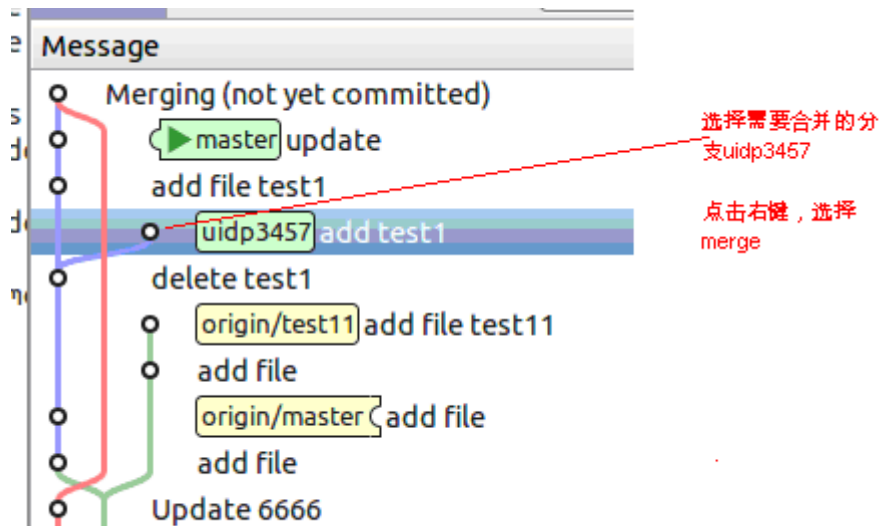 Message
Merging (not yet committed)
master update
add file test1
uidp3457 add test1
delete test1
origin/test11 add file test11
add file
origin/master add file
add file
Update 6666
选择需要合并的分
支uidp3457
点击右键，选择
merge